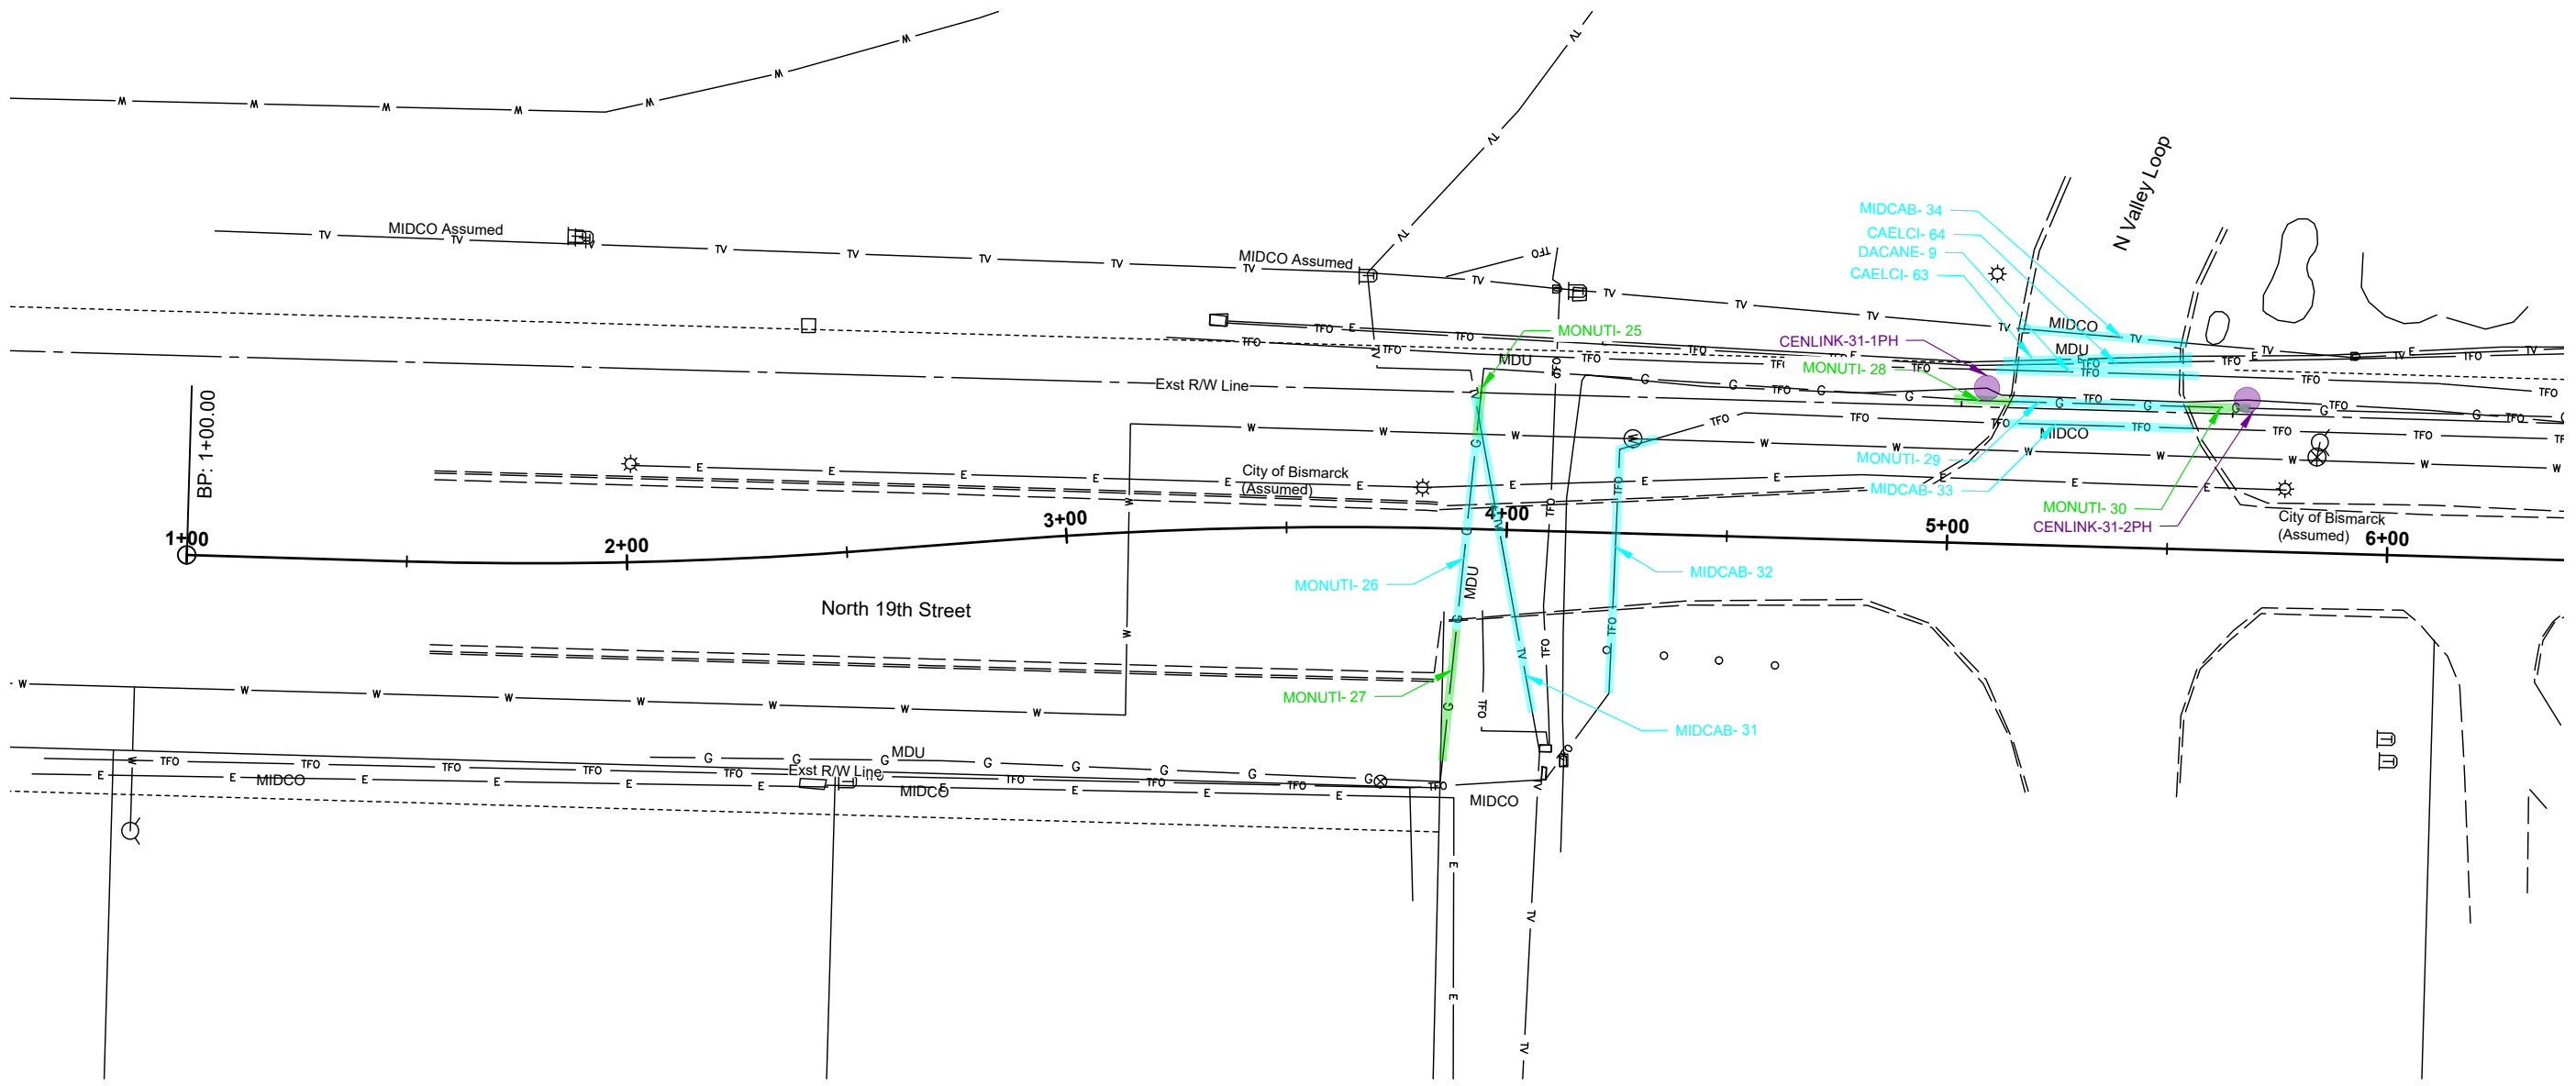 MIDCO Assumed
MIDCO Assumed
N Valley Loop
MIDCAB- 34
CAELCI- 64
DACANE- 9
CAELCI- 63
MIDCO
MDU
MONUTI- 25
CENLINK-31-1PH
MONUTI- 28
MDU
Exst R/W Line
BP: 1+00.00
MIDCO
MONUTI- 29
MIDCAB- 33
City of Bismarck
(Assumed)
MONUTI- 30
CENLINK-31-2PH
City of Bismarck
(Assumed)
1+00
2+00
3+00
4+00
5+00
6+00
MONUTI- 26
MDU
MIDCAB- 32
North 19th Street
MONUTI- 27
MIDCAB- 31
MDU
Exst R/W Line
MIDCO
MIDCO
MIDCO